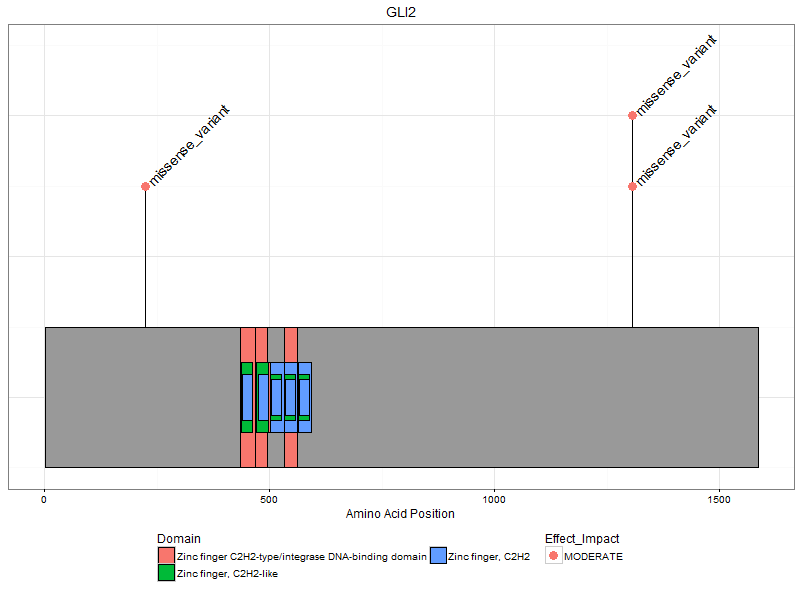 GLI2
missense_variant
missense_variant
missense_variant
0 500 1000 1500
Amino Acid Position
Domain
Zinc finger C2H2-type/integrase DNA-binding domain
Zinc finger, C2H2
Zinc finger, C2H2-like
Effect_Impact
MODERATE